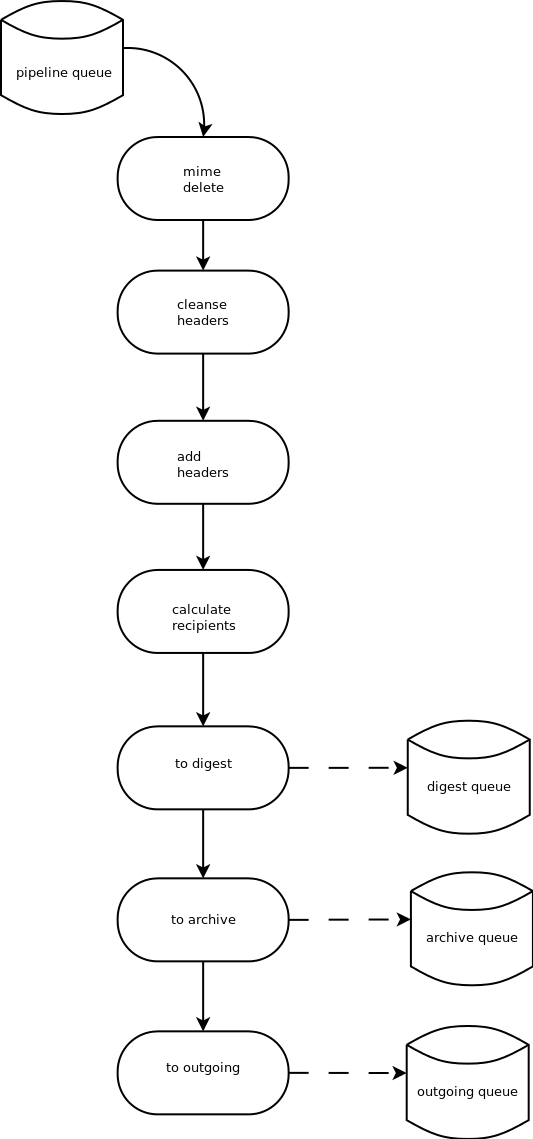 pipeline queue
mime
delete
cleanse
headers
add
headers
calculate
recipients
to digest
digest queue
to archive
archive queue
to outgoing
outgoing queue